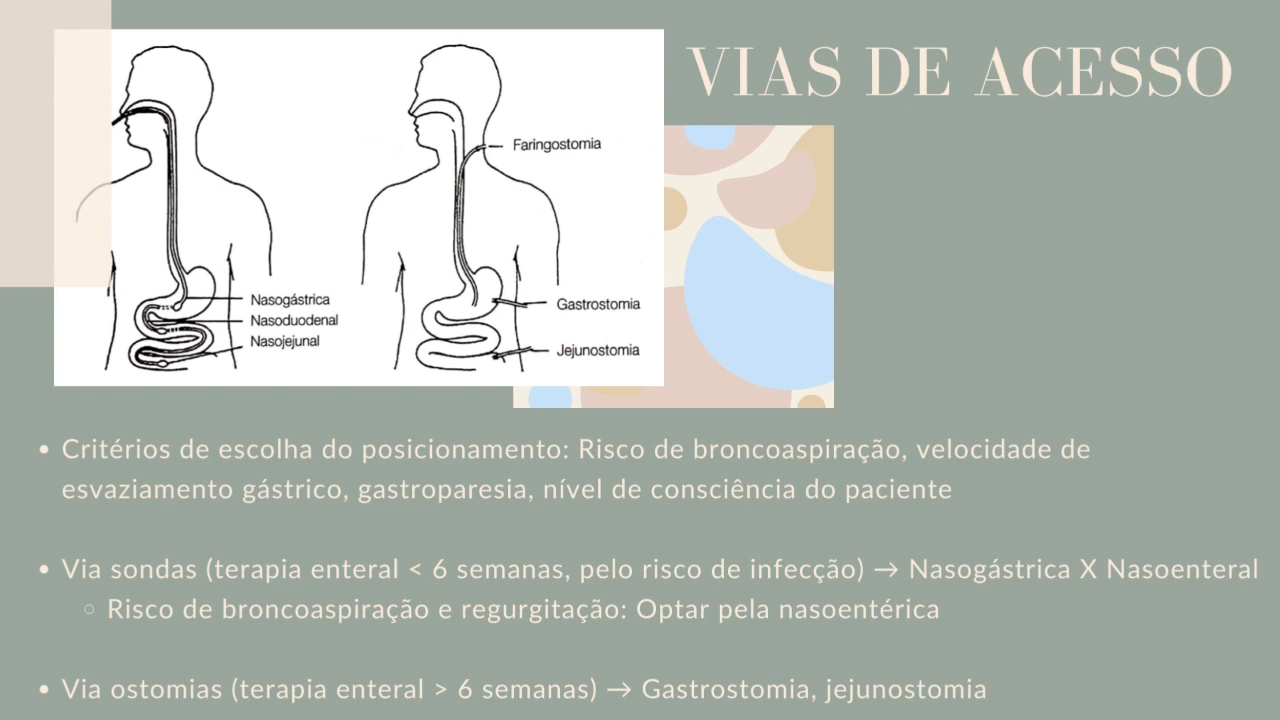 VIAS DE ACESSO
Faringostomia
Nasogástrica
Nasoduodenal
Nasojejunal
Gastrostomia
Jejunostomia
• Critérios de escolha do posicionamento: Risco de broncoaspiração, velocidade de
esvaziamento gástrico, gastroparesia, nível de consciência do paciente
• Via sondas (terapia enteral < 6 semanas, pelo risco de infecção) → Nasogástrica X Nasoenteral
◦ Risco de broncoaspiração e regurgitação: Optar pela nasoentérica
• Via ostomias (terapia enteral > 6 semanas) → Gastrostomia, jejunostomia